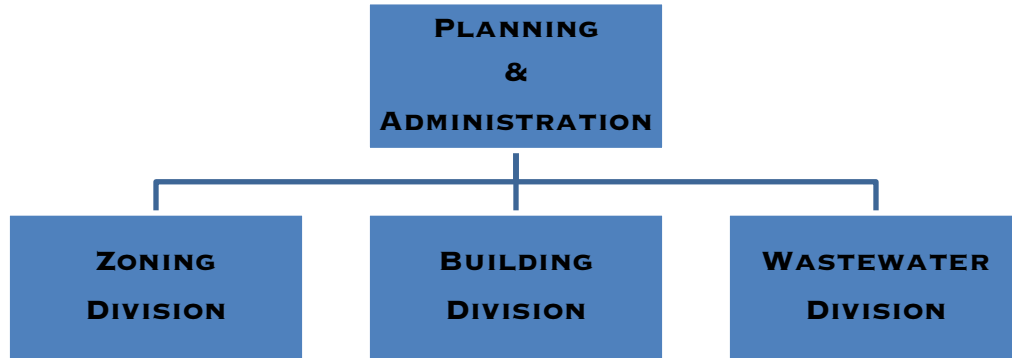 Planning
&
Administration
Zoning
Division
Building
Division
Wastewater
Division